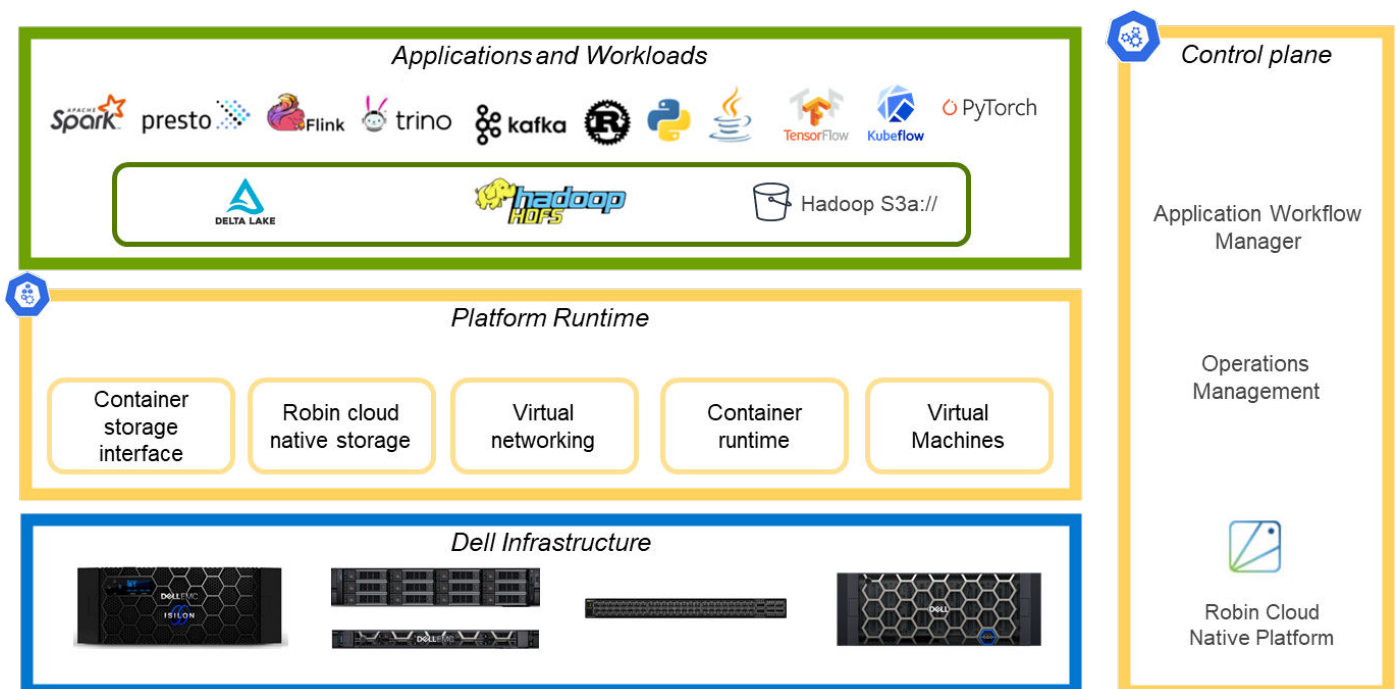 Applications and Workloads
APACHE
Spark
presto
Flink
trino
kafka
R
TensorFlow
Kubeflow
PyTorch
DELTA LAKE
hadoop
HDFS
Hadoop S3a://
Platform Runtime
Container
storage
interface
Robin cloud
native storage
Virtual
networking
Container
runtime
Virtual
Machines
Dell Infrastructure
DELLEMC
ISILON
DELLEMC
DELL
Control plane
Application Workflow
Manager
Operations
Management
Robin Cloud
Native Platform